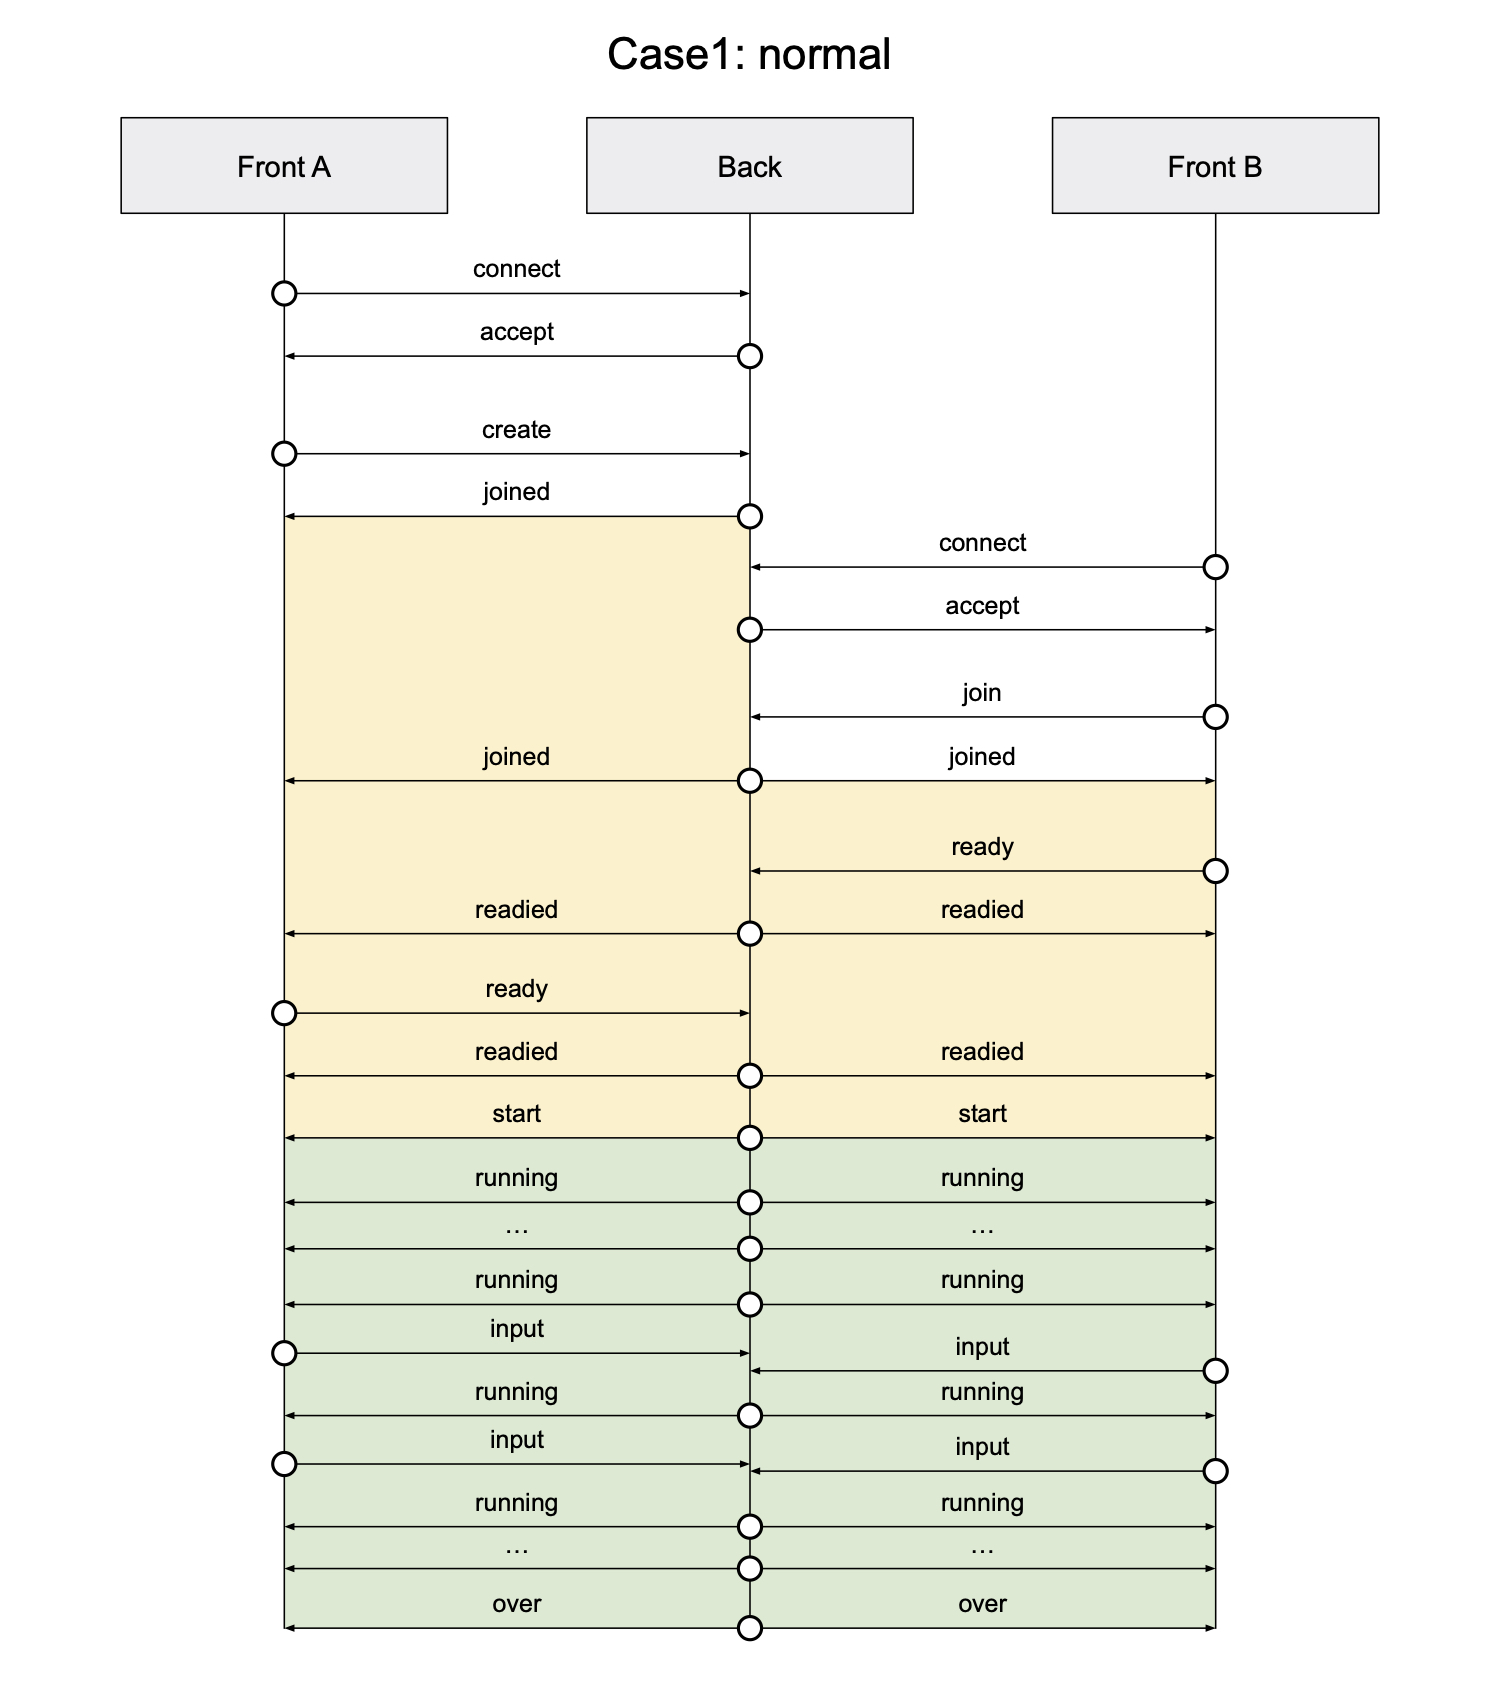 Case1: normal
Front A
Back
Front B
connect
accept
create
joined
connect
accept
join
joined
joined
ready
readied
readied
ready
readied
readied
start
start
running
running
...
...
running
running
input
input
running
running
input
input
running
running
...
...
over
over